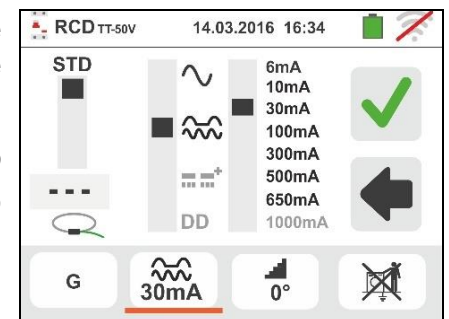 RCD TT-50V 14.03.2016 16:34
STD
6mA
10mA
30mA
100mA
300mA
500mA
650mA
DD 1000mA
- - -
G
30mA
0°